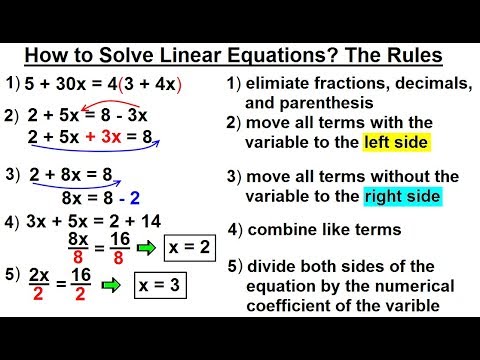 How to Solve Linear Equations? The Rules
1) 5 + 30x = 4(3 + 4x)
2) 2 + 5x = 8 - 3x
2 + 5x + 3x = 8
3) 2 + 8x = 8
8x = 8 - 2
4) 3x + 5x = 2 + 14
8x/8 = 16/8 ⇒ x = 2
5) 2x/2 = 16/2 ⇒ x = 3
1) elimiate fractions, decimals,
and parenthesis
2) move all terms with the
variable to the left side
3) move all terms without the
variable to the right side
4) combine like terms
5) divide both sides of the
equation by the numerical
coefficient of the varible